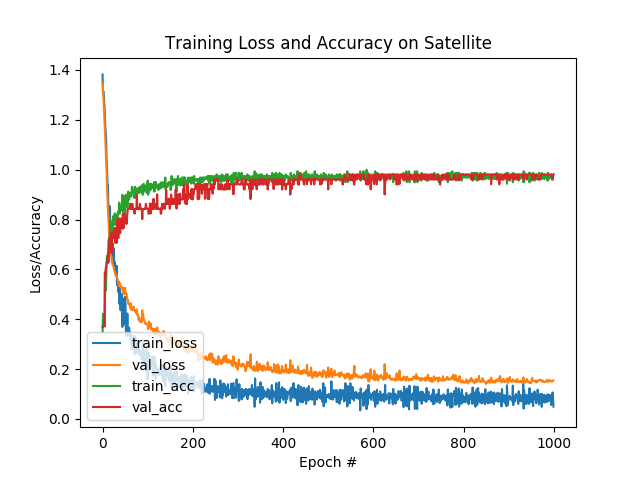 Training Loss and Accuracy on Satellite
1.4
1.2
1.0
0.8
0.6
0.4
0.2
0.0
Loss/Accuracy
train_loss
val_loss
train_acc
val_acc
0 200 400 600 800 1000
Epoch #